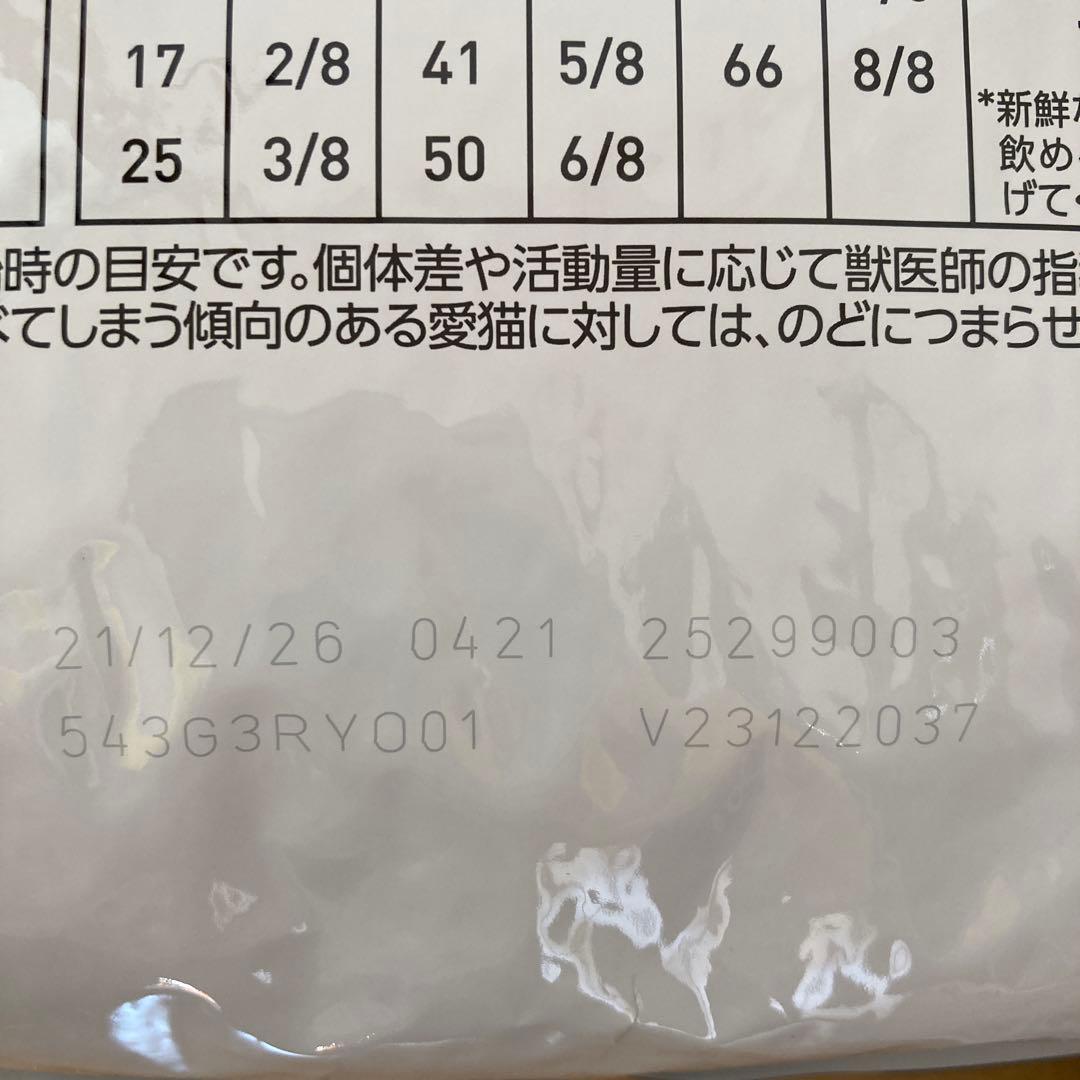 17 2/8 41 5/8 66 8/8
25 3/8 50 6/8
*新鮮
飲め
げて
時の目安です。個体差や活動量に応じて獣医師の指
てしまう傾向のある愛猫に対しては、のどにつまらせ
21/12/26 0421 25299003
543G3RYO01 V23122037